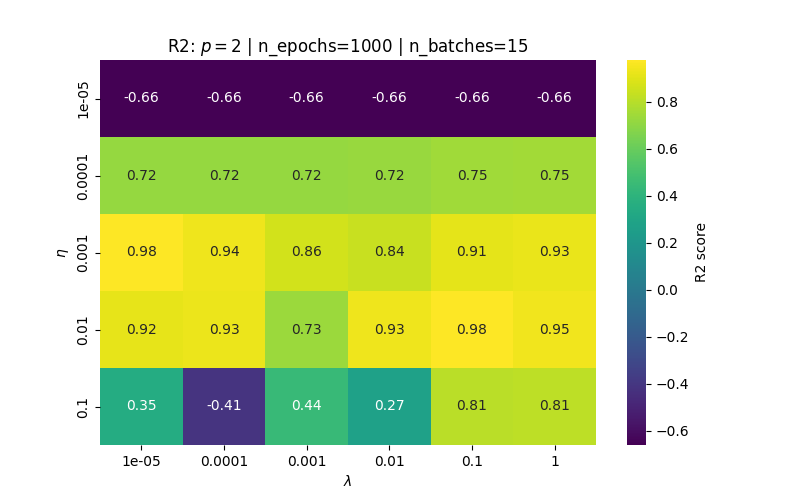 R2: p = 2 | n_epochs=1000 | n_batches=15
1e-05 -0.66 -0.66 -0.66 -0.66 -0.66 -0.66
0.0001 0.72 0.72 0.72 0.72 0.75 0.75
0.001 0.98 0.94 0.86 0.84 0.91 0.93
0.01 0.92 0.93 0.73 0.93 0.98 0.95
0.1 0.35 -0.41 0.44 0.27 0.81 0.81
1e-05 0.0001 0.001 0.01 0.1 1
λ
η
0.8
0.6
0.4
0.2
0.0
−0.2
−0.4
−0.6
R2 score